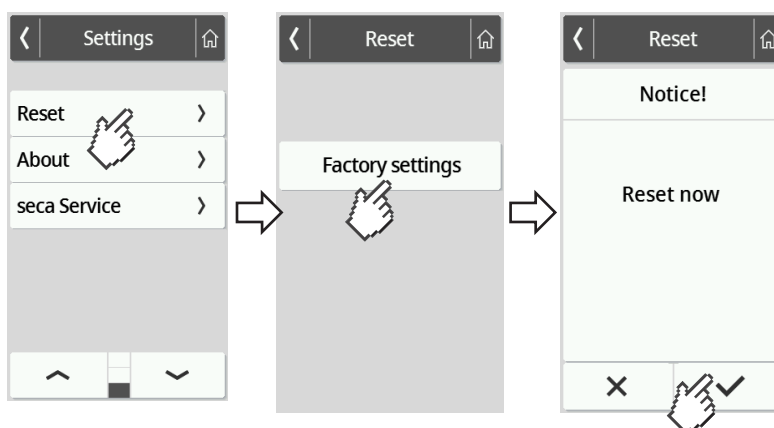 Settings
Reset
About
seca Service
Reset
Factory settings
Reset
Notice!
Reset now